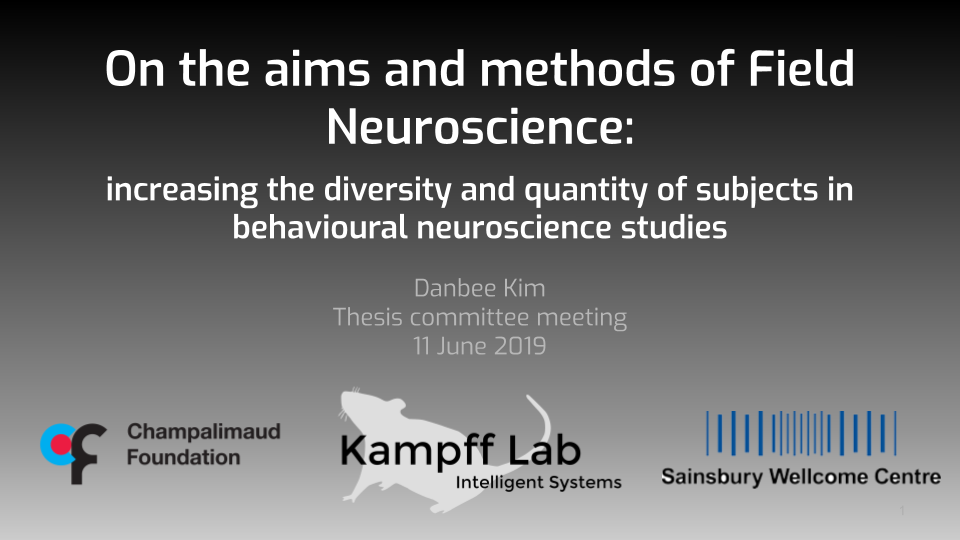 On the aims and methods of Field
Neuroscience:
increasing the diversity and quantity of subjects in
behavioural neuroscience studies
Danbee Kim
Thesis committee meeting
11 June 2019
Champalimaud
Foundation
Kampff Lab
Intelligent Systems
Sainsbury Wellcome Centre
1